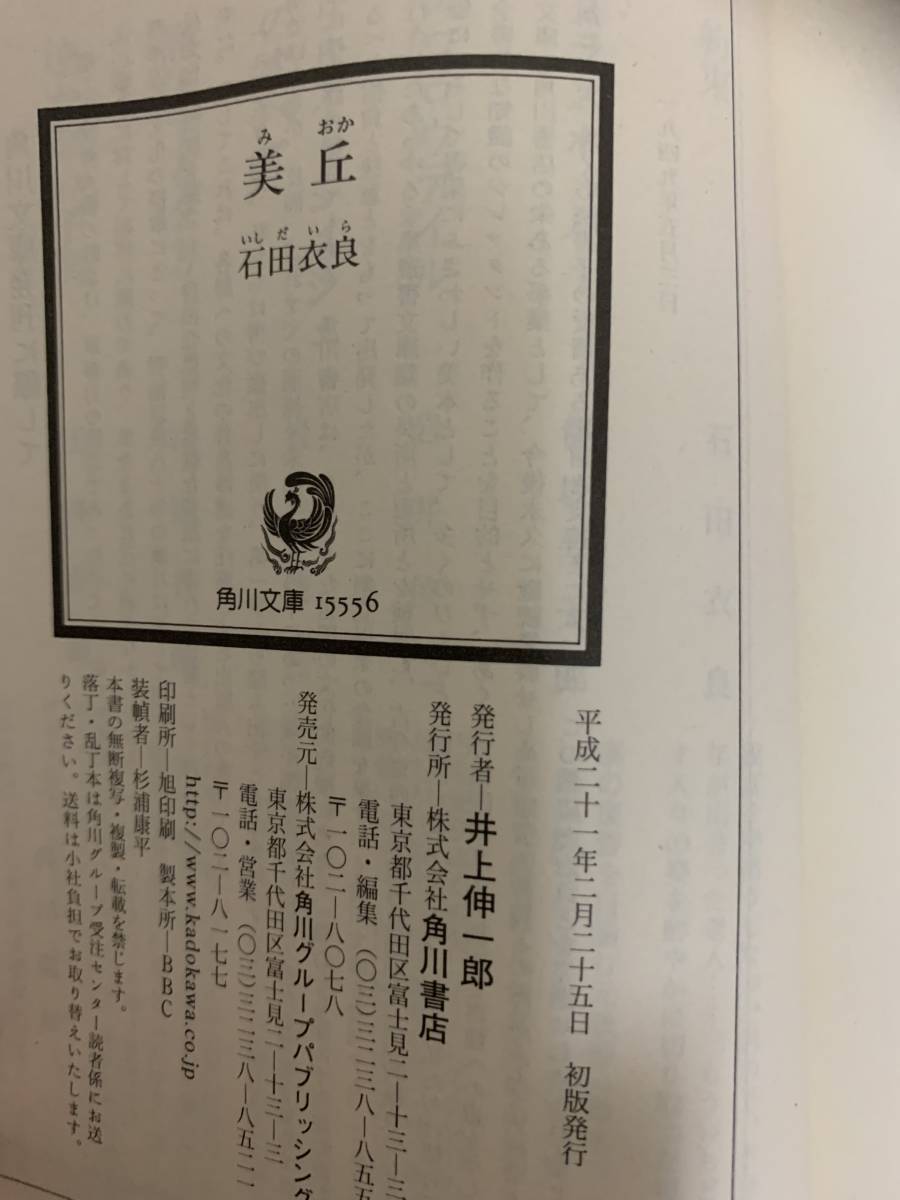 みおか
美丘
いしだいら
石田衣良
角川文庫 15556
平成二十一年二月二十五日　初版発行
発行者―井上伸一郎
発行所―株式会社角川書店
東京都千代田区富士見二―十三―三
電話・編集（〇三）三二三八―八五五
〒一〇二―八〇七八
発売元―株式会社角川グループパブリッシング
東京都千代田区富士見二―十三―三
電話・営業（〇三）三二三八―八五二一
〒一〇二―八一七七
http://www.kadokawa.co.jp
印刷所―旭印刷　製本所―BBC
装幀者―杉浦康平
本書の無断複写・複製・転載を禁じます。
落丁・乱丁本は角川グループ受注センター読者係にお送
りください。送料は小社負担でお取り替えいたします。